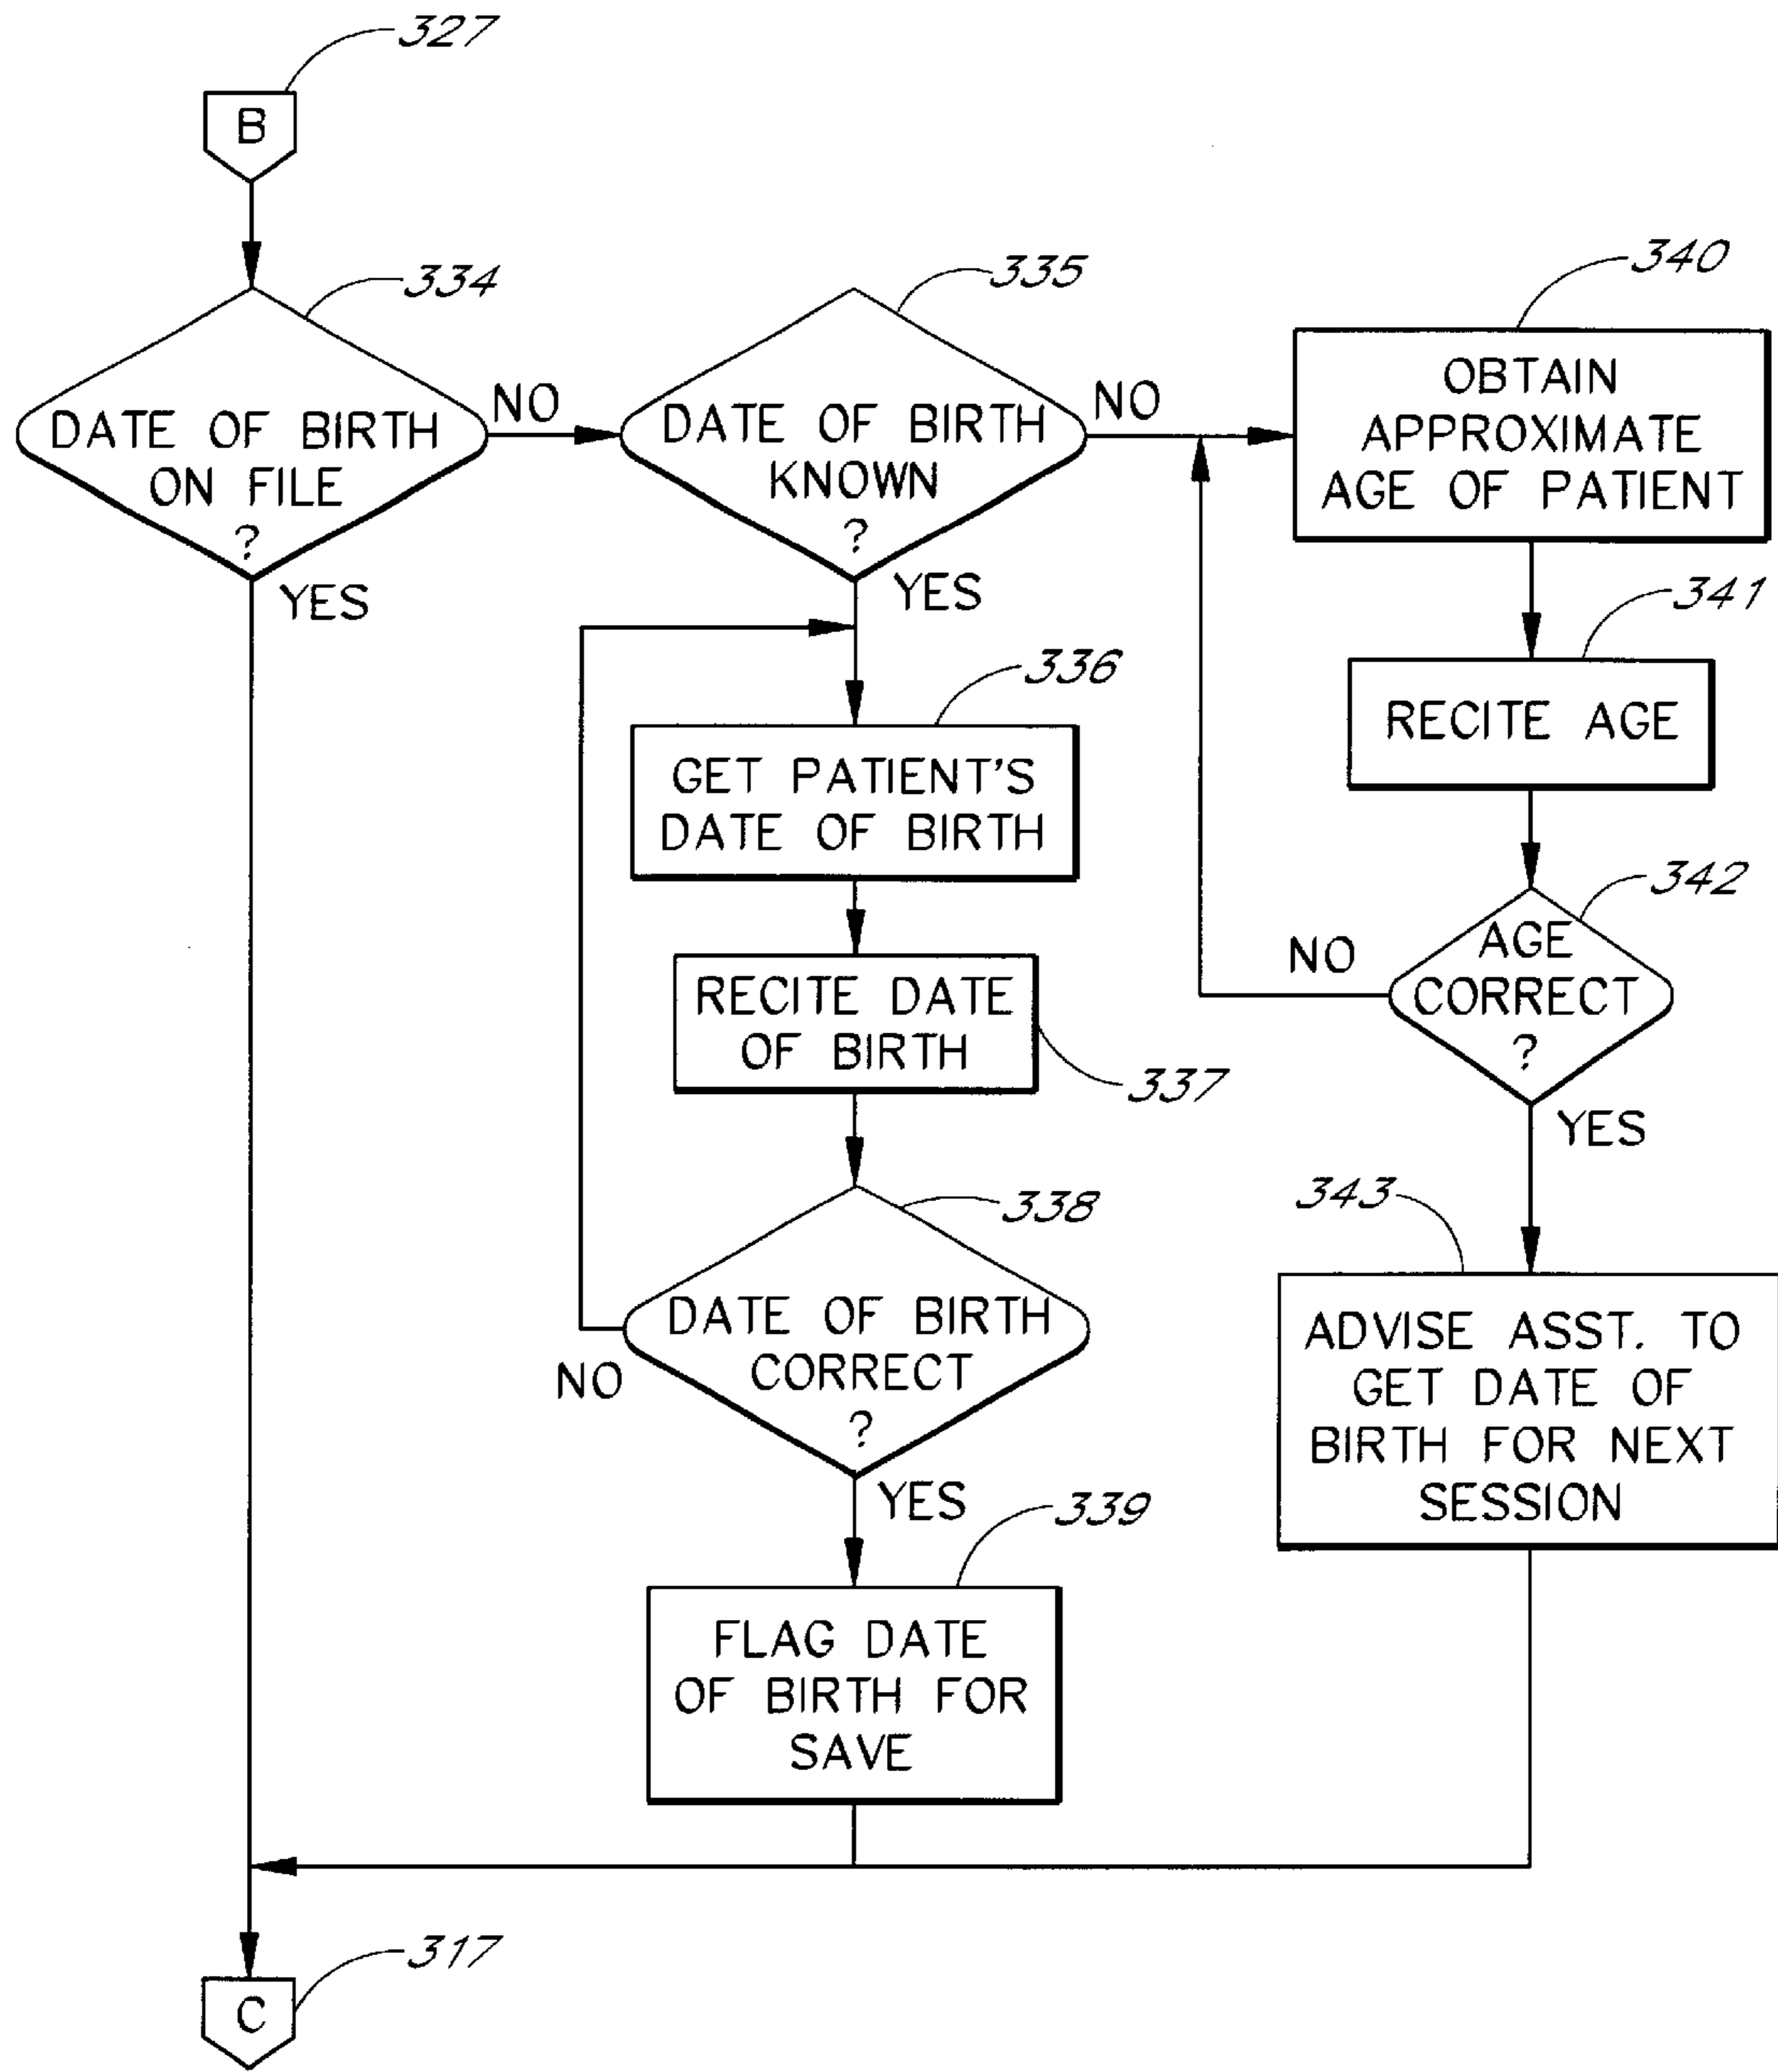 327
B
334
DATE OF BIRTH
ON FILE
?
NO
YES
335
DATE OF BIRTH
KNOWN
?
NO
YES
340
OBTAIN
APPROXIMATE
AGE OF PATIENT
341
RECITE AGE
342
AGE
CORRECT
?
NO
YES
343
ADVISE ASST. TO
GET DATE OF
BIRTH FOR NEXT
SESSION
336
GET PATIENT'S
DATE OF BIRTH
RECITE DATE
OF BIRTH
337
338
DATE OF BIRTH
CORRECT
?
NO
YES
339
FLAG DATE
OF BIRTH FOR
SAVE
317
C